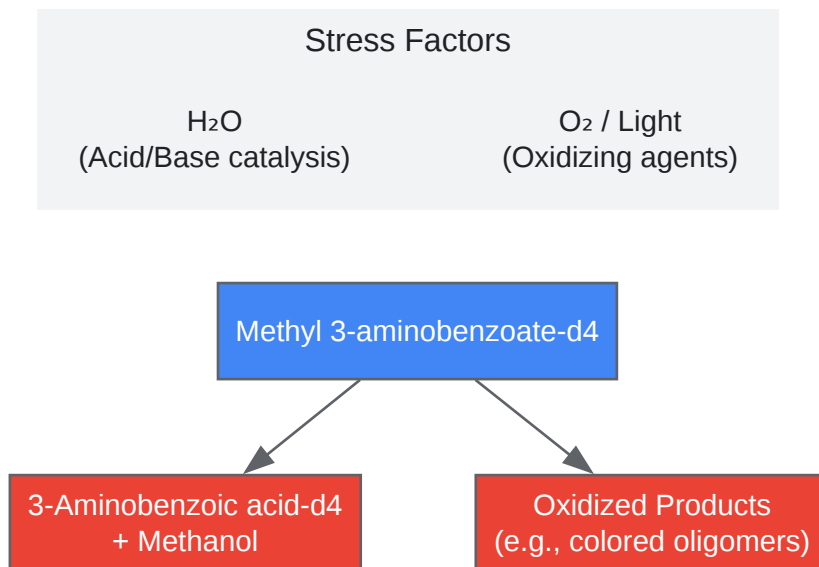 Stress Factors
H₂O
(Acid/Base catalysis)
O₂ / Light
(Oxidizing agents)
Methyl 3-aminobenzoate-d4
3-Aminobenzoic acid-d4
+ Methanol
Oxidized Products
(e.g., colored oligomers)